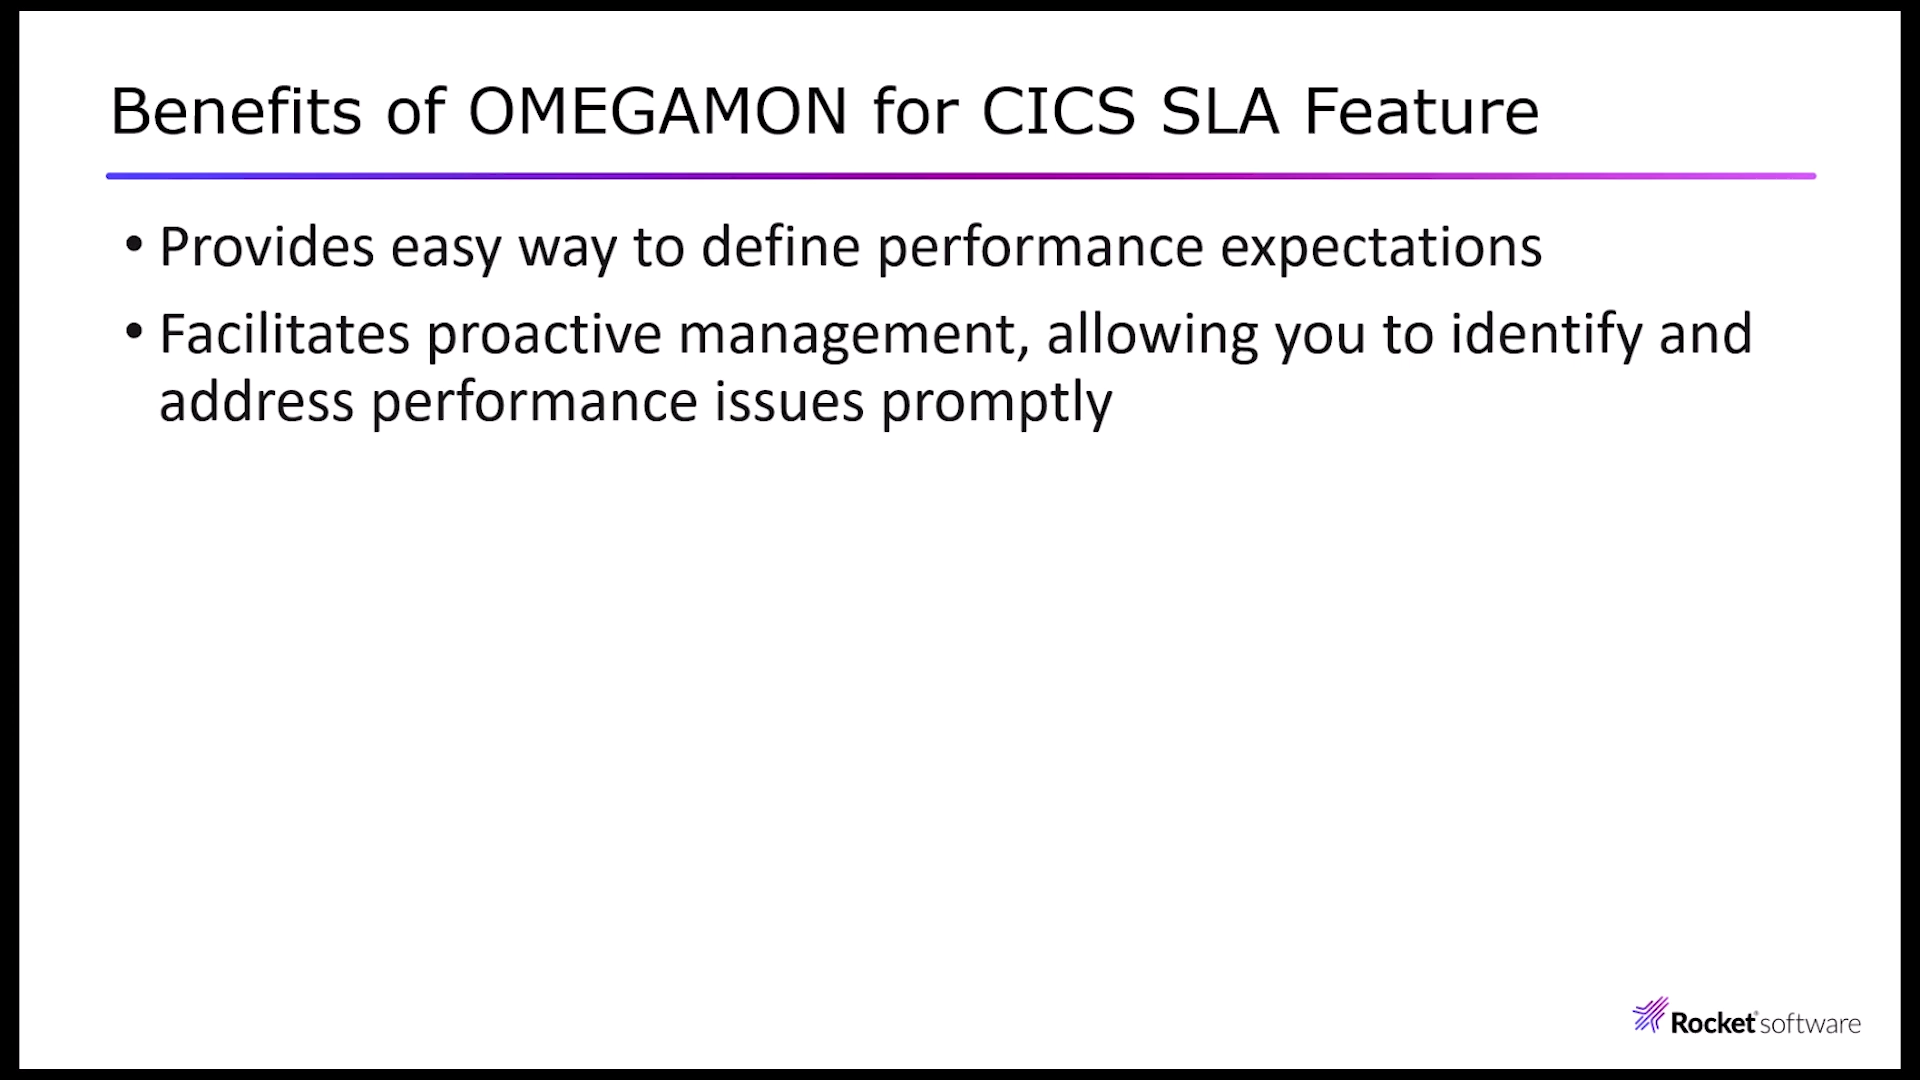 Benefits of OMEGAMON for CICS SLA Feature
• Provides easy way to define performance expectations
• Facilitates proactive management, allowing you to identify and
address performance issues promptly
Rocket software